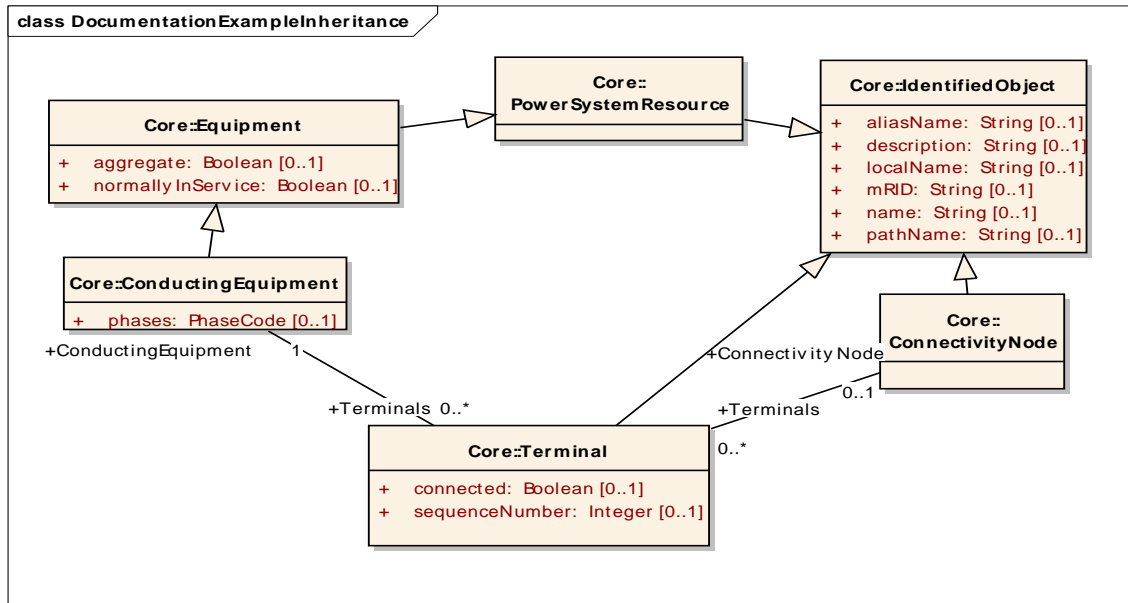 class DocumentationExampleInheritance
Core::
PowerSystemResource
Core::IdentifiedObject
+ aliasName: String [0..1]
+ description: String [0..1]
+ localName: String [0..1]
+ mRID: String [0..1]
+ name: String [0..1]
+ pathName: String [0..1]
Core::Equipment
+ aggregate: Boolean [0..1]
+ normallyInService: Boolean [0..1]
Core::ConductingEquipment
+ phases: PhaseCode [0..1]
Core::
ConnectivityNode
+ConductingEquipment 1
+ConnectivityNode
0..1
+Terminals 0..*
+Terminals
0..*
Core::Terminal
+ connected: Boolean [0..1]
+ sequenceNumber: Integer [0..1]